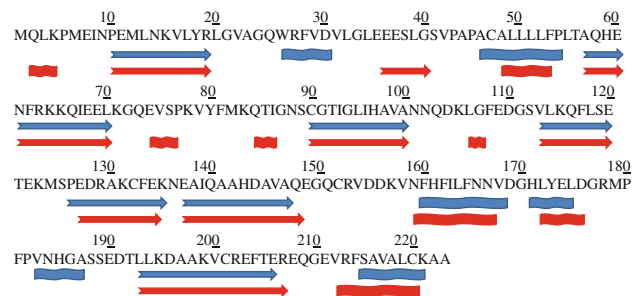 10 20 30 40 50 60
MQLKPMEINPEMLNKVLYRLGVAGQWRFVDVLGLEEESLGSVPAPACALLLLFPLTAQHE
70 80 90 100 110 120
NFRKKQIEELKGQEVSPKVYFMKQTIGNSCGTIGLIHAVANNQDKLGFEDGSVLKQFLSE
130 140 150 160 170 180
TEKMSPEDRAKCFEKNEAIQAAHDAVAQEGQCRVDDKVNFHFILFNNVDGHLYELDGRMP
190 200 210 220
FPVNHGASSEDTLLKDAAKVCREFTEREQGEVRFSAVALCKAA